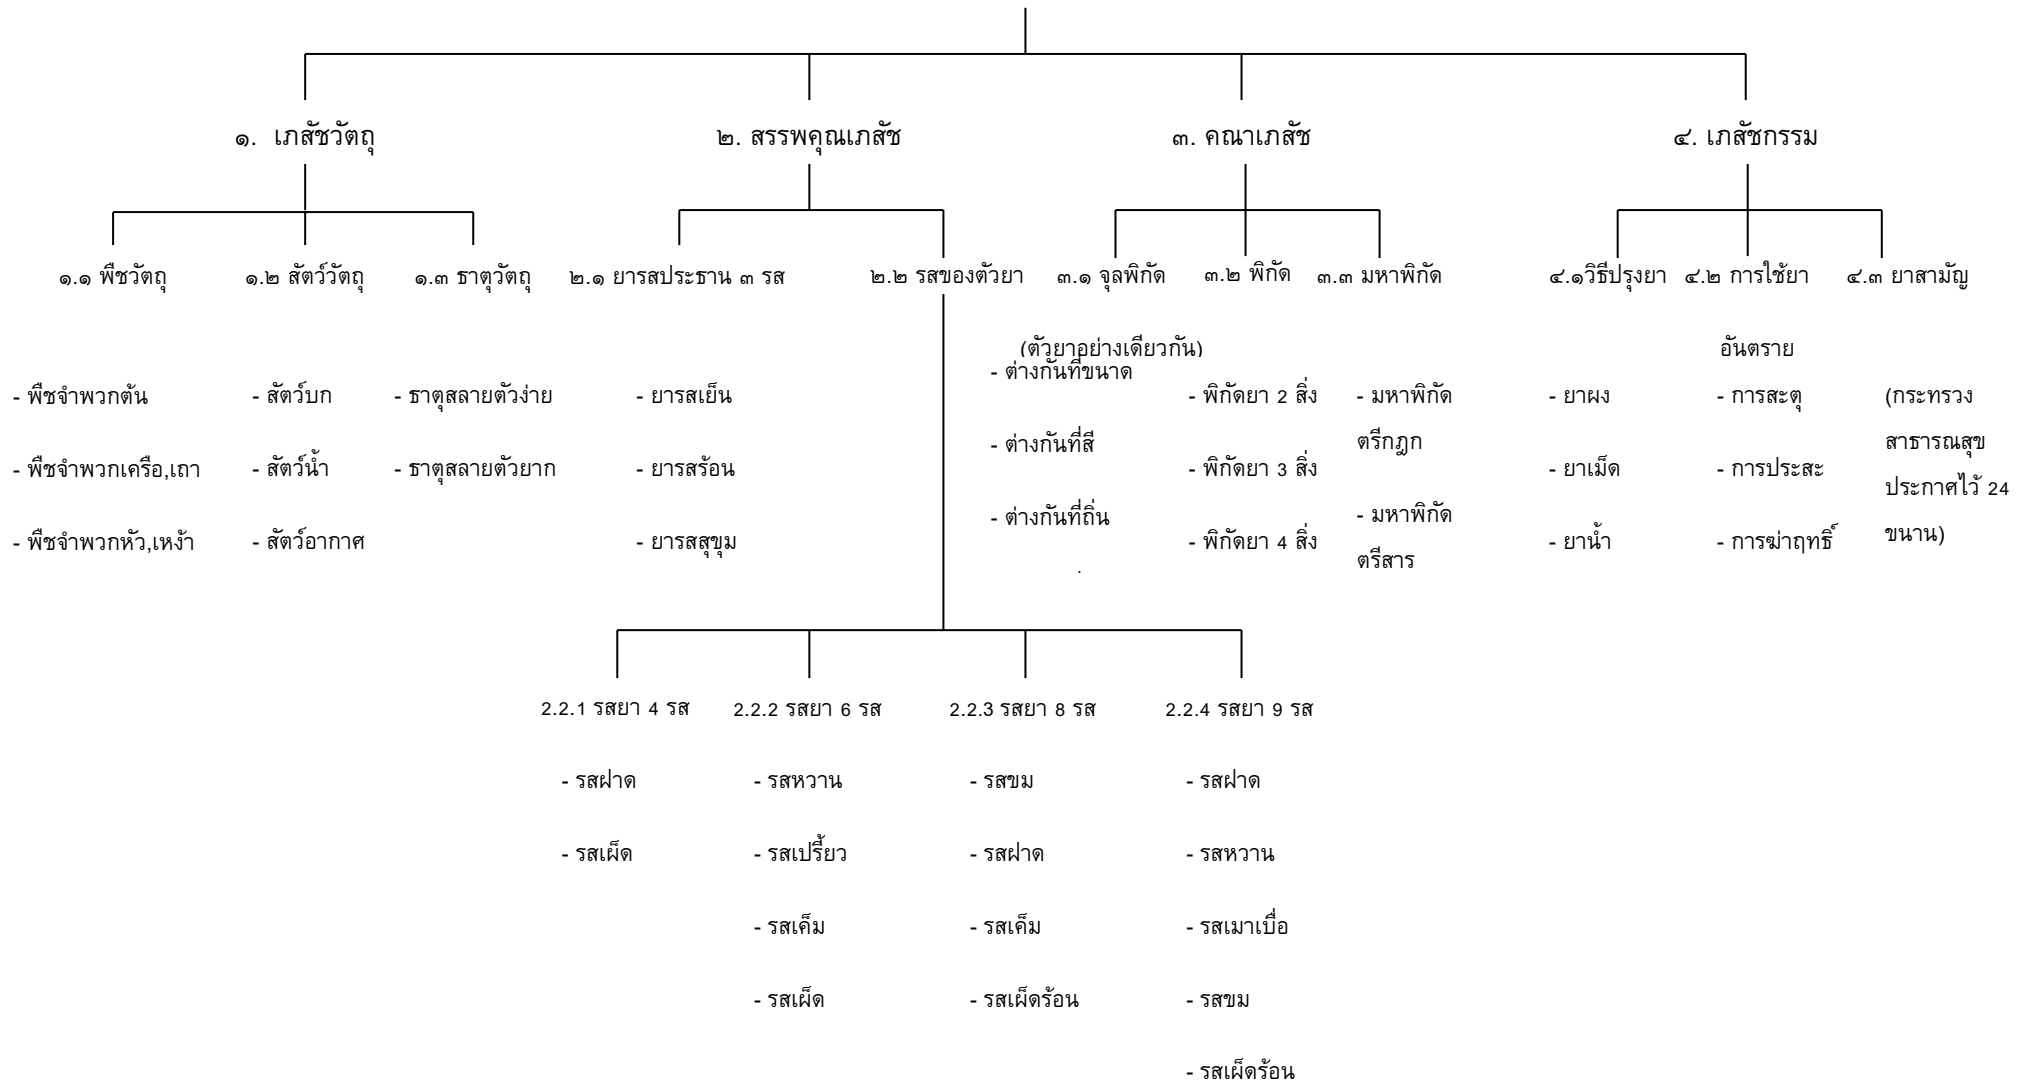 ๑. เภสัชวัตถุ
๒. สรรพคุณเภสัช
๓. คณาเภสัช
๔. เภสัชกรรม
๑.๑ พืชวัตถุ
๑.๒ สัตว์วัตถุ
๑.๓ ธาตุวัตถุ
๒.๑ ยารสประธาน ๓ รส
๒.๒ รสของตัวยา
๓.๑ จุลพิกัด
๓.๒ พิกัด
๓.๓ มหาพิกัด
๔.๑วิธีปรุงยา
๔.๒ การใช้ยา
อันตราย
๔.๓ ยาสามัญ
- พืชจำพวกต้น
- พืชจำพวกเครือ,เถา
- พืชจำพวกหัว,เหง้า
- สัตว์บก
- สัตว์น้ำ
- สัตว์อากาศ
- ธาตุสลายตัวง่าย
- ธาตุสลายตัวยาก
- ยารสเย็น
- ยารสร้อน
- ยารสสุขุม
(ตัวยาอย่างเดียวกัน)
- ต่างกันที่ขนาด
- ต่างกันที่สี
- ต่างกันที่ถิ่น
.
- พิกัดยา 2 สิ่ง
- พิกัดยา 3 สิ่ง
- พิกัดยา 4 สิ่ง
- มหาพิกัด
ตรีกฎก
- มหาพิกัด
ตรีสาร
- ยาผง
- ยาเม็ด
- ยาน้ำ
- การสะตุ
- การประสะ
- การฆ่าฤทธิ์
(กระทรวง
สาธารณสุข
ประกาศไว้ 24
ขนาน)
2.2.1 รสยา 4 รส
- รสฝาด
- รสเผ็ด
2.2.2 รสยา 6 รส
- รสหวาน
- รสเปรี้ยว
- รสเค็ม
- รสเผ็ด
2.2.3 รสยา 8 รส
- รสขม
- รสฝาด
- รสเค็ม
- รสเผ็ดร้อน
2.2.4 รสยา 9 รส
- รสฝาด
- รสหวาน
- รสเมาเบื่อ
- รสขม
- รสเผ็ดร้อน